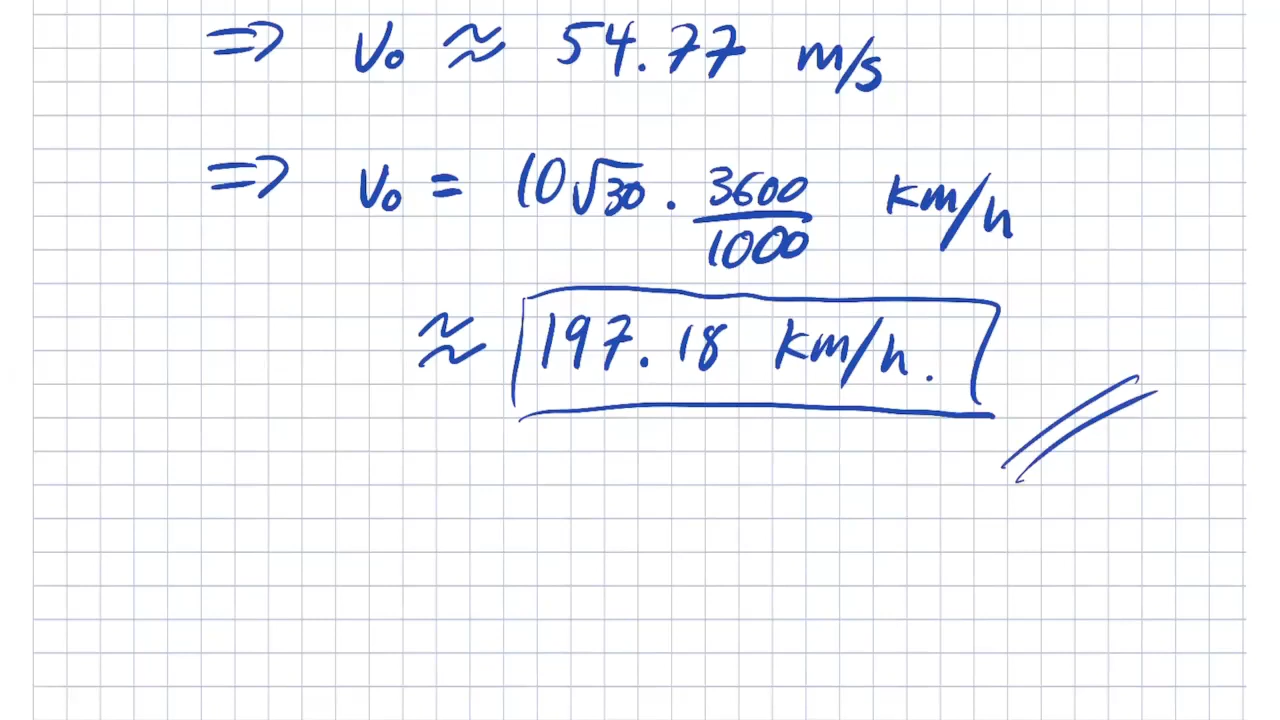 ⇒ v₀ ≈ 54.77 m/s
⇒ v₀ = 10√30 · 3600/1000 km/h
≈ 197.18 km/h.